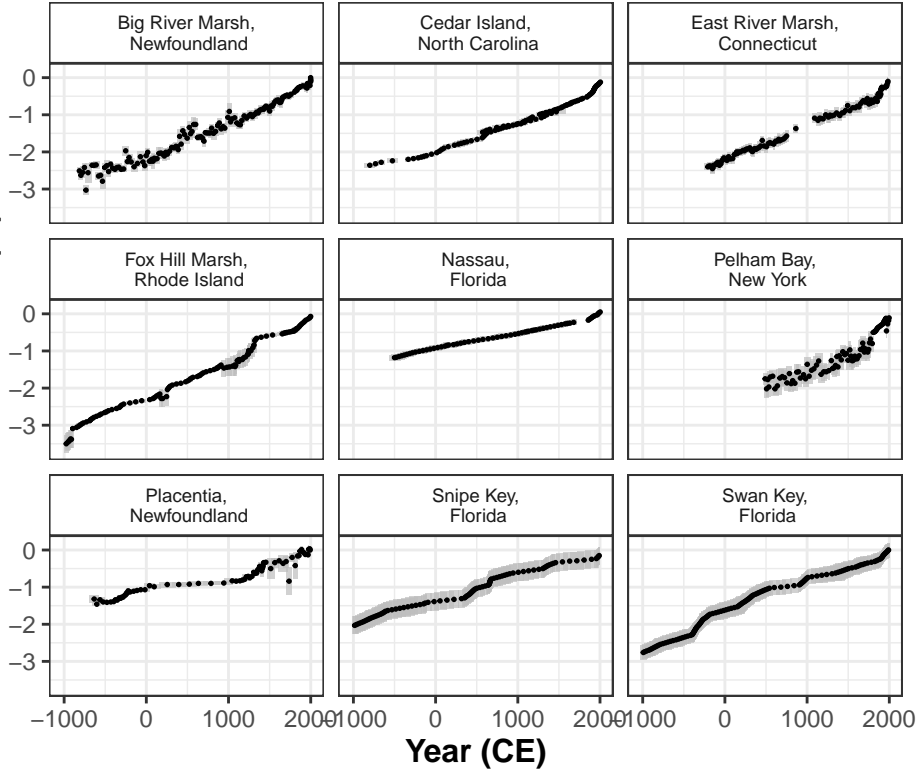 Big River Marsh,
Newfoundland
Cedar Island,
North Carolina
East River Marsh,
Connecticut
0
−1
−2
−3
Fox Hill Marsh,
Rhode Island
Nassau,
Florida
Pelham Bay,
New York
0
−1
−2
−3
Placentia,
Newfoundland
Snipe Key,
Florida
Swan Key,
Florida
0
−1
−2
−3
−1000 0 1000 2000 −1000 0 1000 2000 −1000 0 1000 2000
Year (CE)